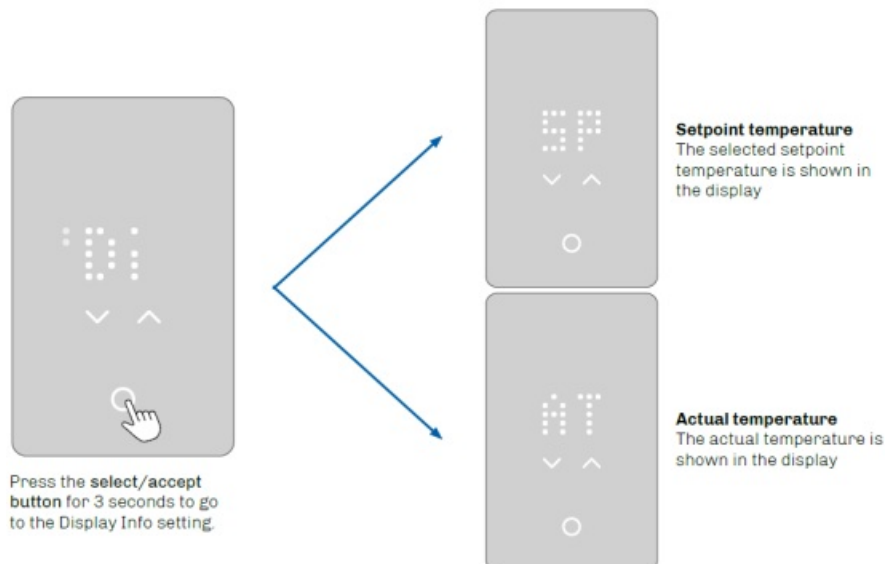 Di
Press the select/accept
button for 3 seconds to go
to the Display Info setting.
SP
Setpoint temperature
The selected setpoint
temperature is shown in
the display
AT
Actual temperature
The actual temperature is
shown in the display